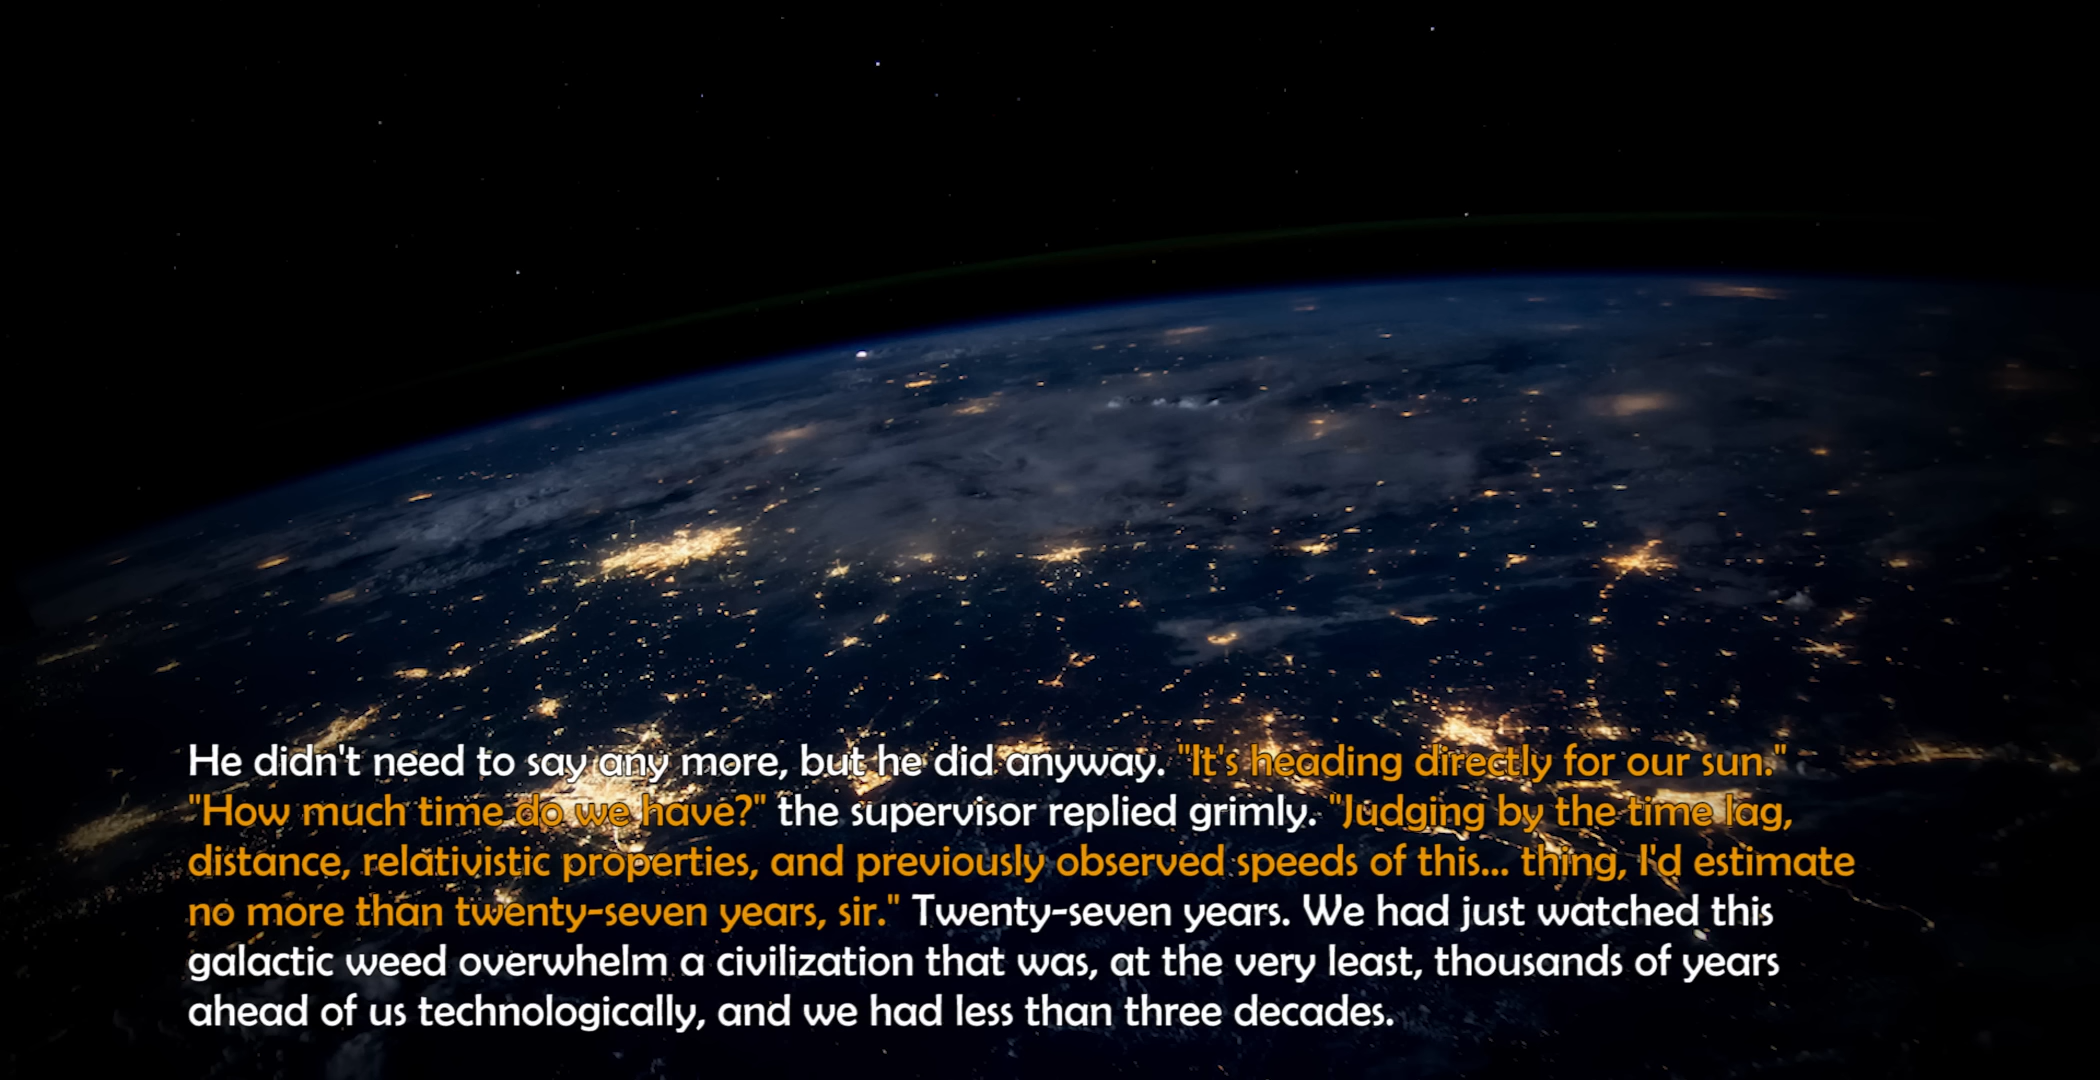 He didn't need to say any more, but he did anyway. "It's heading directly for our sun."
"How much time do we have?" the supervisor replied grimly. "Judging by the time lag,
distance, relativistic properties, and previously observed speeds of this... thing, I'd estimate
no more than twenty-seven years, sir." Twenty-seven years. We had just watched this
galactic weed overwhelm a civilization that was, at the very least, thousands of years
ahead of us technologically, and we had less than three decades.